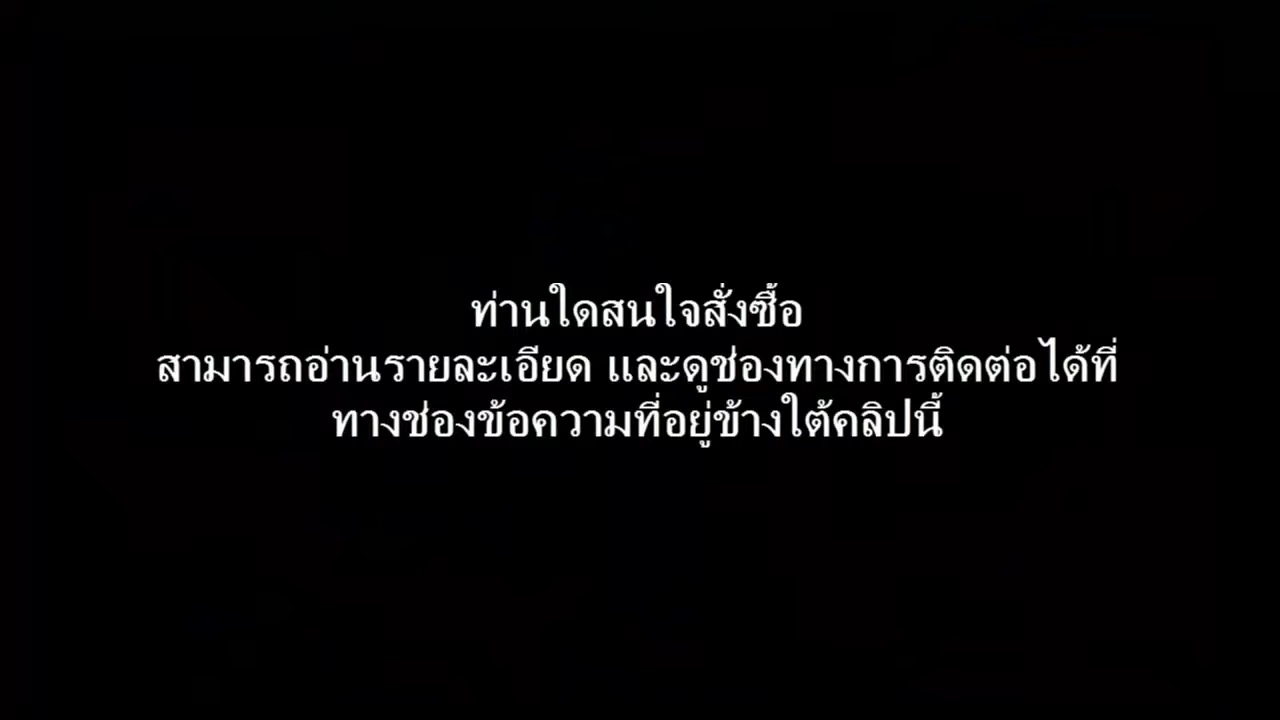 ท่านใดสนใจสั่งซื้อ
สามารถอ่านรายละเอียด และดูช่องทางการติดต่อได้ที่
ทางช่องข้อความที่อยู่ข้างใต้คลิปนี้